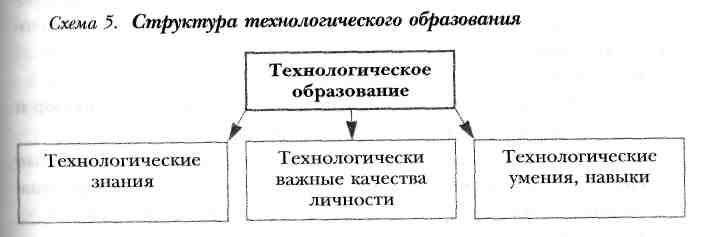 Схема 5. Структура технологического образования
Технологическое
образование
Технологические
знания
Технологически
важные качества
личности
Технологические
умения, навыки